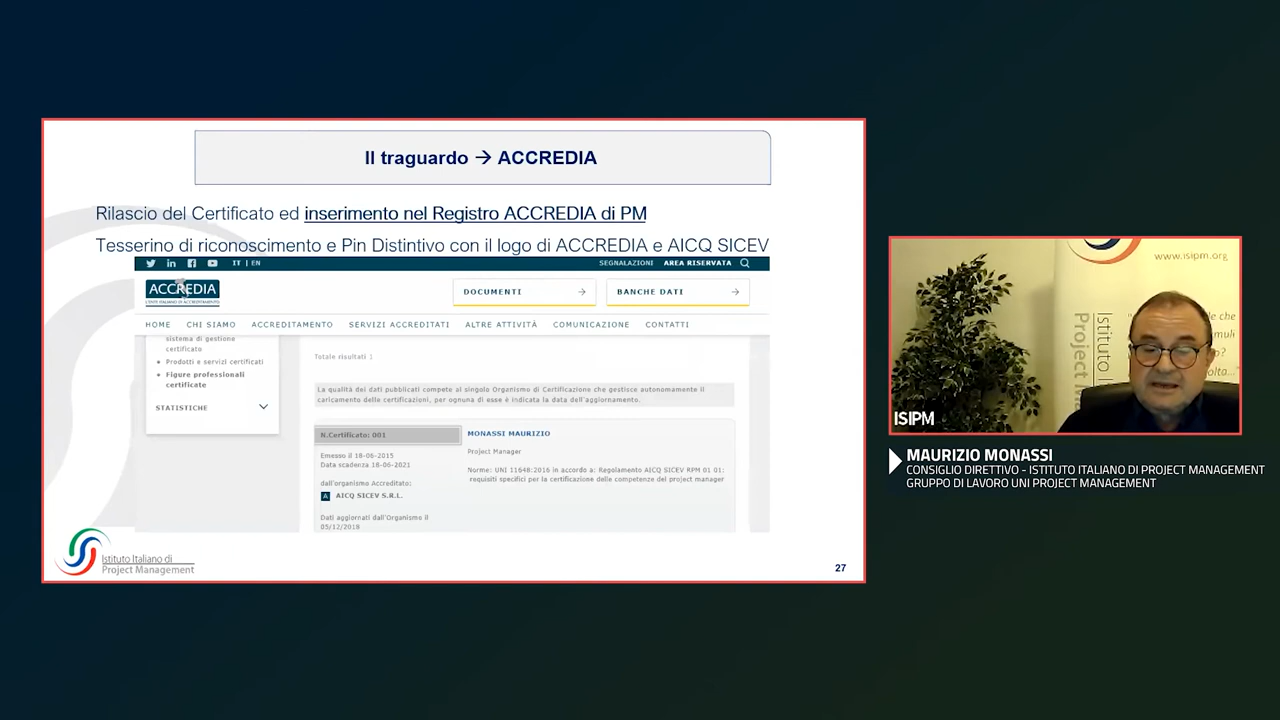 Il traguardo → ACCREDIA
Rilascio del Certificato ed inserimento nel Registro ACCREDIA di PM
Tesserino di riconoscimento e Pin Distintivo con il logo di ACCREDIA e AICQ SICEV
IT | EN
SEGNALAZIONI AREA RISERVATA
ACCREDIA
L'ENTE ITALIANO DI ACCREDITAMENTO
DOCUMENTI →
BANCHE DATI →
HOME CHI SIAMO ACCREDITAMENTO SERVIZI ACCREDITATI ALTRE ATTIVITÀ COMUNICAZIONE CONTATTI
sistema di gestione
certificato
• Prodotti e servizi certificati
• Figure professionali
certificate
STATISTICHE
Totale risultati 1
La qualità dei dati pubblicati compete al singolo Organismo di Certificazione che gestisce autonomamente il
caricamento delle certificazioni, per ognuna di esse è indicata la data dell'aggiornamento.
N.Certificato: 001
Emesso il 18-06-2015
Data scadenza 18-06-2021
dall'organismo Accreditato:
AICQ SICEV S.R.L.
Dati aggiornati dall'Organismo il
05/12/2018
MONASSI MAURIZIO
Project Manager
Norme: UNI 11648:2016 in accordo a: Regolamento AICQ SICEV RPM 01 01:
requisiti specifici per la certificazione delle competenze del project manager
Istituto Italiano di
Project Management
27
www.isipm.org
Istituto
Project
ISIPM
MAURIZIO MONASSI
CONSIGLIO DIRETTIVO - ISTITUTO ITALIANO DI PROJECT MANAGEMENT
GRUPPO DI LAVORO UNI PROJECT MANAGEMENT